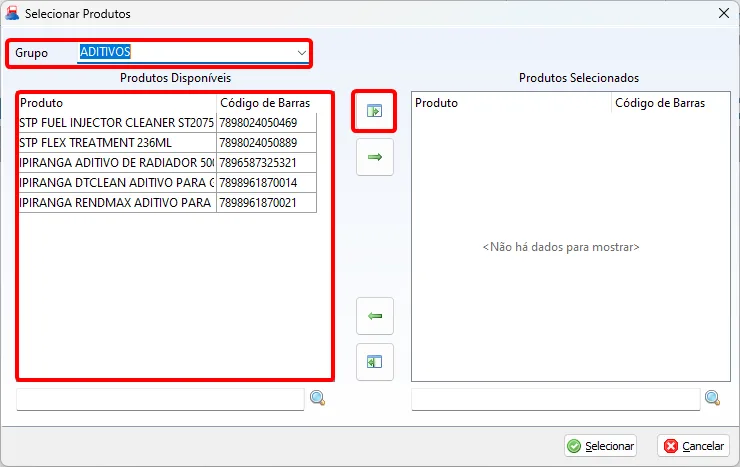 Selecionar Produtos
Grupo ADITIVOS
Produtos Disponíveis Produtos Selecionados
Produto Código de Barras Produto Código de Barras
STP FUEL INJECTOR CLEANER ST2075 7898024050469
STP FLEX TREATMENT 236ML 7898024050889
IPIRANGA ADITIVO DE RADIADOR 500 7896587325321
IPIRANGA DTCLEAN ADITIVO PARA 7898961870014
IPIRANGA RENDMAX ADITIVO PARA 7898961870021
<Não há dados para mostrar>
Selecionar Cancelar